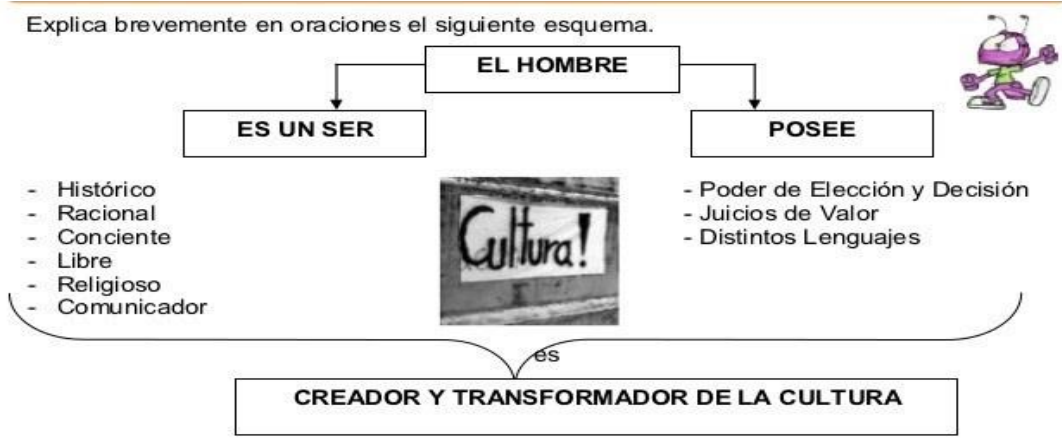 Explica brevemente en oraciones el siguiente esquema.
EL HOMBRE
ES UN SER
POSEE
- Histórico
- Racional
- Conciente
- Libre
- Religioso
- Comunicador
Cultura!
- Poder de Elección y Decisión
- Juicios de Valor
- Distintos Lenguajes
es
CREADOR Y TRANSFORMADOR DE LA CULTURA